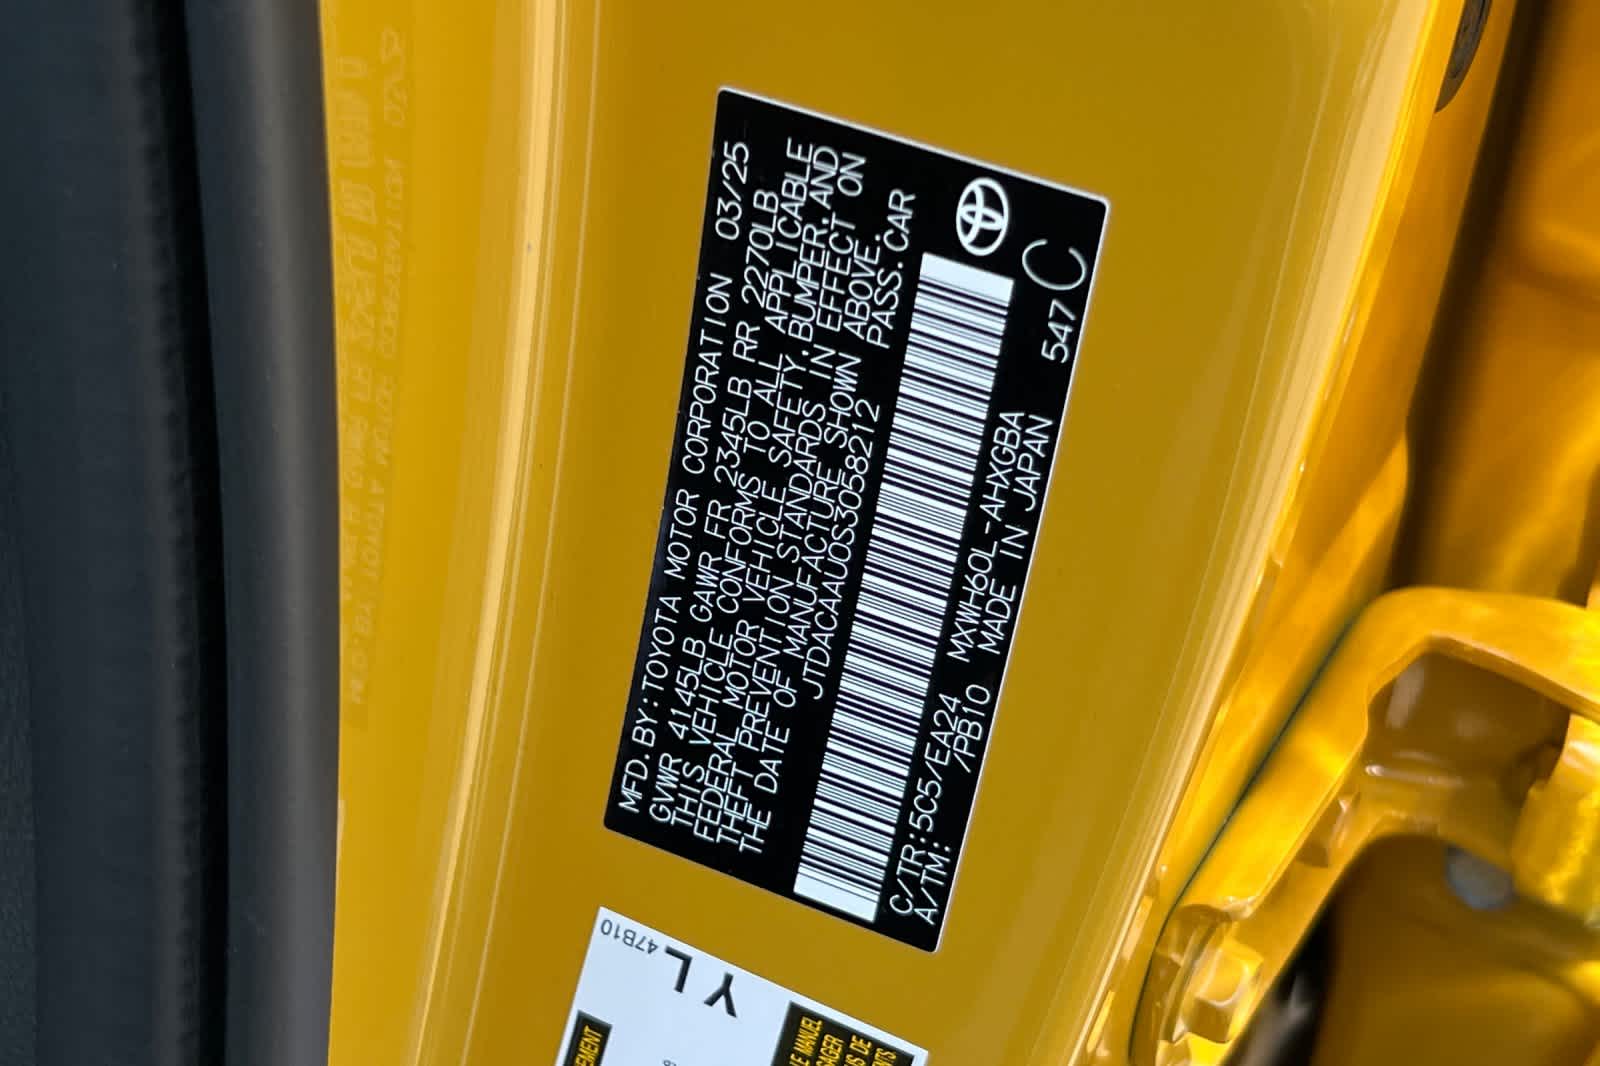 MFD.BY:TOYOTA MOTOR CORPORATION 03/25
GVWR 4145LB GAWR FR 2345LB RR 2270LB
THIS VEHICLE CONFORMS TO ALL APPLICABLE
FEDERAL MOTOR VEHICLE SAFETY,BUMPER,AND
THEFT PREVENTION STANDARDS IN EFFECT ON
THE DATE OF MANUFACTURE SHOWN ABOVE.
JTDACAAU0S3058212 PASS.CAR
C/TR:5C5/EA24 MXWH60L-AHXGBA 547 C
A/TM: /PB10 MADE IN JAPAN
47B10
YL